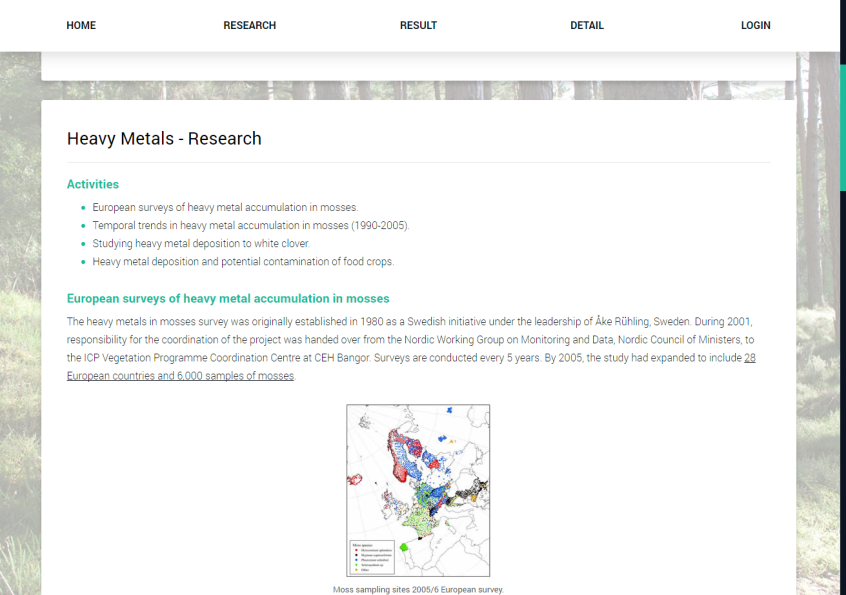 HOME RESEARCH RESULT DETAIL LOGIN
Heavy Metals - Research
Activities
European surveys of heavy metal accumulation in mosses.
Temporal trends in heavy metal accumulation in mosses (1990-2005).
Studying heavy metal deposition to white clover.
Heavy metal deposition and potential contamination of food crops.
European surveys of heavy metal accumulation in mosses
The heavy metals in mosses survey was originally established in 1980 as a Swedish initiative under the leadership of Åke Rühling, Sweden. During 2001,
responsibility for the coordination of the project was handed over from the Nordic Working Group on Monitoring and Data, Nordic Council of Ministers, to
the ICP Vegetation Programme Coordination Centre at CEH Bangor. Surveys are conducted every 5 years. By 2005, the study had expanded to include 28
European countries and 6,000 samples of mosses.
Moss species
Other
Moss sampling sites 2005/6 European survey.